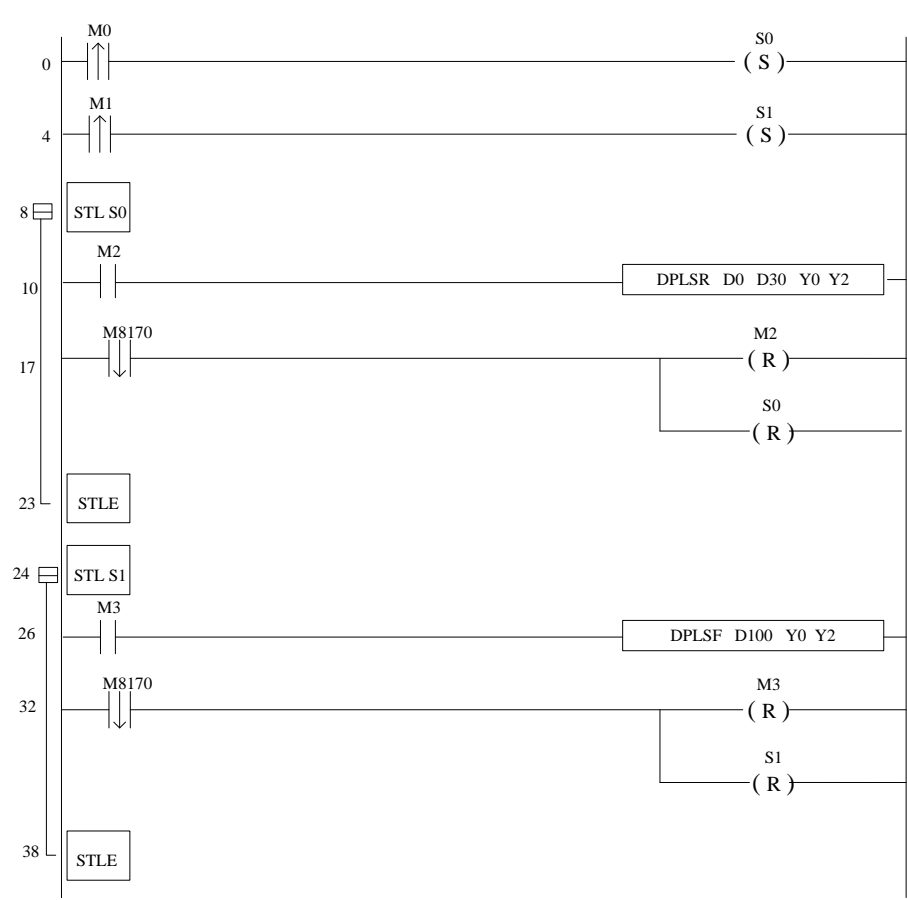 M0
S0
0
( S )
M1
S1
4
( S )
8
STL S0
M2
10
DPLSR D0 D30 Y0 Y2
M8170
M2
17
( R )
S0
( R )
23
STLE
24
STL S1
M3
26
DPLSF D100 Y0 Y2
M8170
M3
32
( R )
S1
( R )
38
STLE